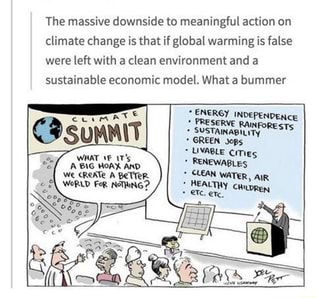 The massive downside to meaningful action on
climate change is that if global warming is false
were left with a clean environment and a
sustainable economic model. What a bummer
CLIMATE
SUMMIT
WHAT IF IT'S
A BIG HOAX AND
WE CREATE A BETTER
WORLD FOR NOTHING?
• ENERGY INDEPENDENCE
• PRESERVE RAINFORESTS
• SUSTAINABILITY
• GREEN JOBS
• LIVABLE CITIES
• RENEWABLES
• CLEAN WATER, AIR
• HEALTHY CHILDREN
• etc. etc.
JOEL
PETT